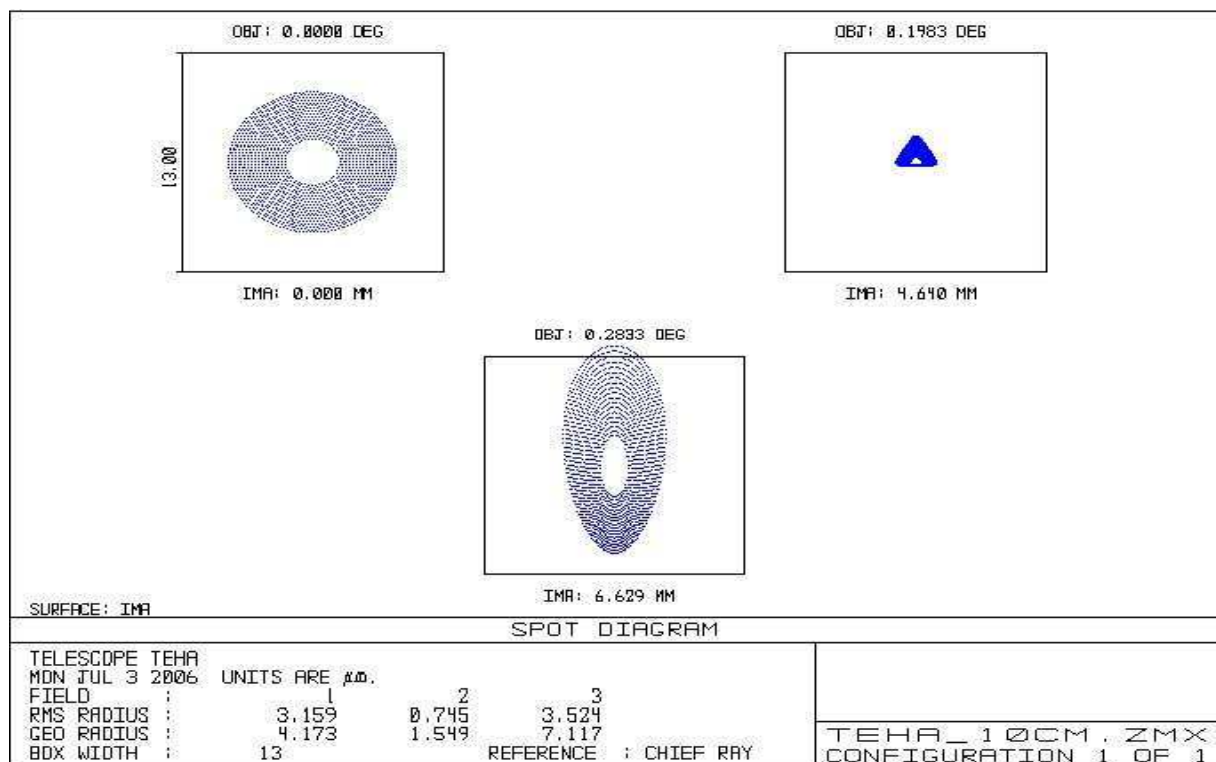 OBJ: 0.0000 DEG
OBJ: 0.1983 DEG
13.00
IMA: 0.000 MM
IMA: 4.640 MM
OBJ: 0.2833 DEG
IMA: 6.629 MM
SURFACE: IMA
SPOT DIAGRAM
TELESCOPE TEHA
MON JUL 3 2006 UNITS ARE µm.
FIELD : 1 2 3
RMS RADIUS : 3.159 0.745 3.524
GEO RADIUS : 4.173 1.549 7.117
BOX WIDTH : 13 REFERENCE : CHIEF RAY
TEHA_10CM.ZMX
CONFIGURATION 1 OF 1